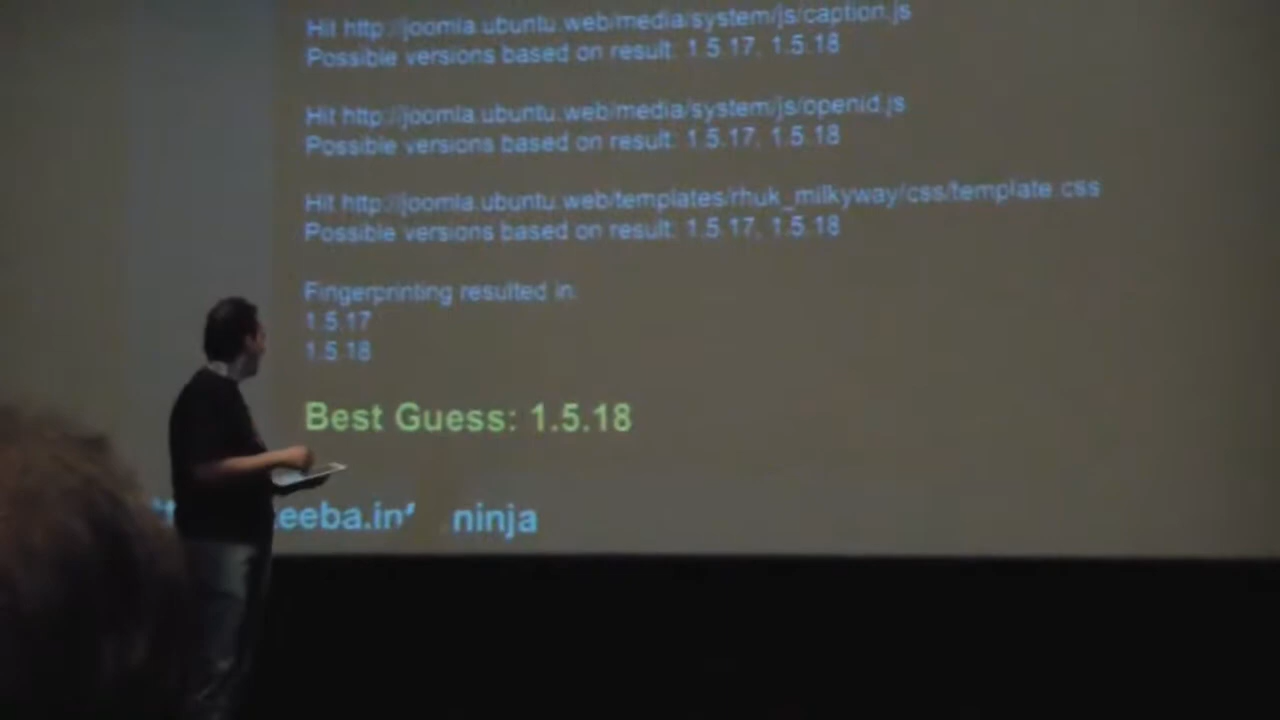 Hit http://joomla.ubuntu.web/media/system/js/caption.js
Possible versions based on result: 1.5.17, 1.5.18
Hit http://joomla.ubuntu.web/media/system/js/openid.js
Possible versions based on result: 1.5.17, 1.5.18
Hit http://joomla.ubuntu.web/templates/rhuk_milkyway/css/template.css
Possible versions based on result: 1.5.17, 1.5.18
Fingerprinting resulted in:
1.5.17
1.5.18
Best Guess: 1.5.18
eeba.inf ninja